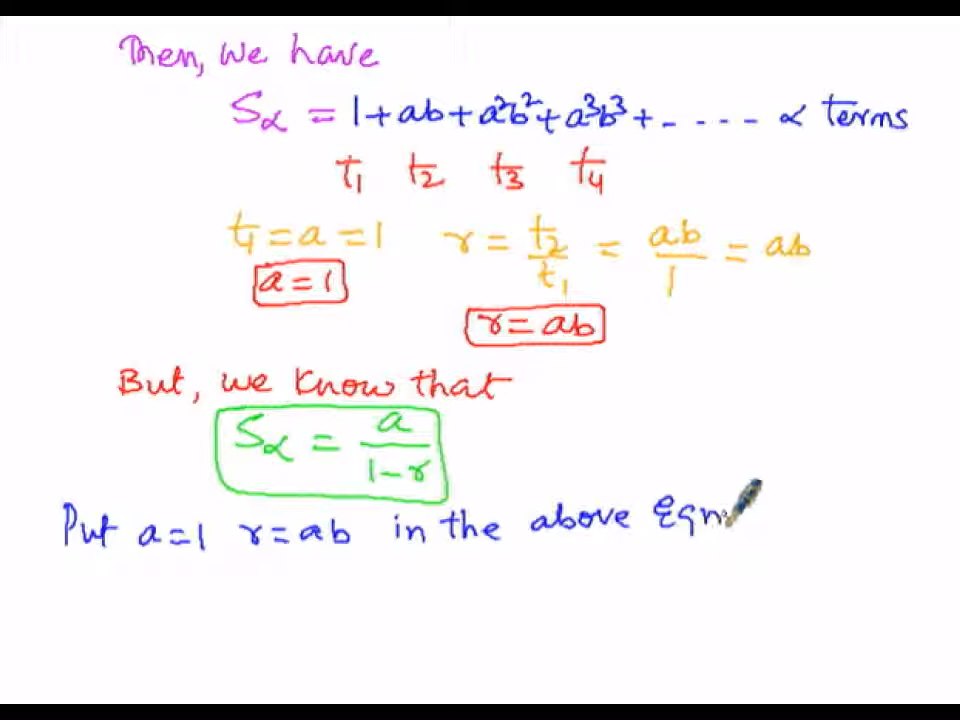 Then, we have
S∝ = 1 + ab + a²b² + a³b³ + - - - - - ∝ terms
t₁ t₂ t₃ t₄
t₁ = a = 1 r = t₂/t₁ = ab/1 = ab
a = 1
r = ab
But, we know that
S∝ = a/(1-r)
Put a = 1 r = ab in the above Eqn